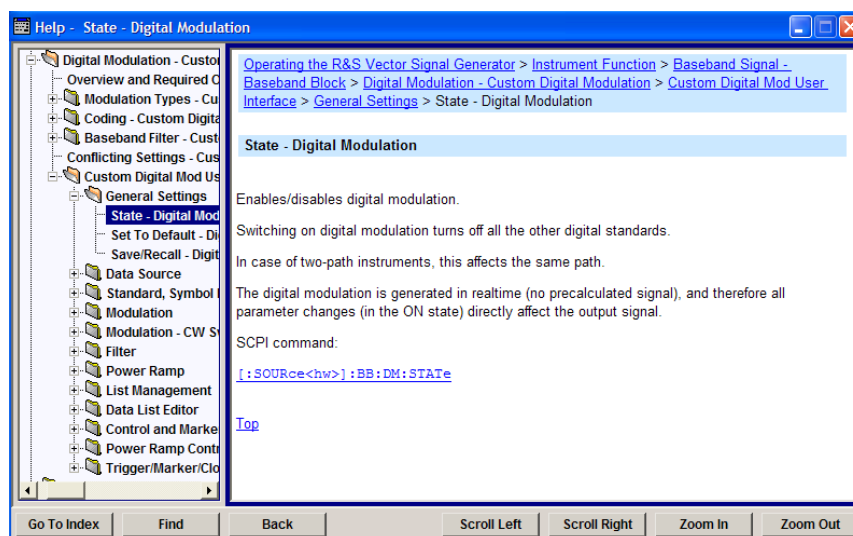 Help - State - Digital Modulation
Digital Modulation - Custo
Overview and Required C
Modulation Types - Cu
Coding - Custom Digita
Baseband Filter - Cust
Conflicting Settings - Cus
Custom Digital Mod Us
General Settings
State - Digital Mod
Set To Default - Di
Save/Recall - Digit
Data Source
Standard, Symbol
Modulation
Modulation - CW Sw
Filter
Power Ramp
List Management
Data List Editor
Control and Marke
Power Ramp Contr
Trigger/Marker/Clo
Operating the R&S Vector Signal Generator > Instrument Function > Baseband Signal -
Baseband Block > Digital Modulation - Custom Digital Modulation > Custom Digital Mod User
Interface > General Settings > State - Digital Modulation
State - Digital Modulation
Enables/disables digital modulation.
Switching on digital modulation turns off all the other digital standards.
In case of two-path instruments, this affects the same path.
The digital modulation is generated in realtime (no precalculated signal), and therefore all
parameter changes (in the ON state) directly affect the output signal.
SCPI command:
[:SOURce<hw>]:BB:DM:STATe
Top
Go To Index
Find
Back
Scroll Left
Scroll Right
Zoom In
Zoom Out